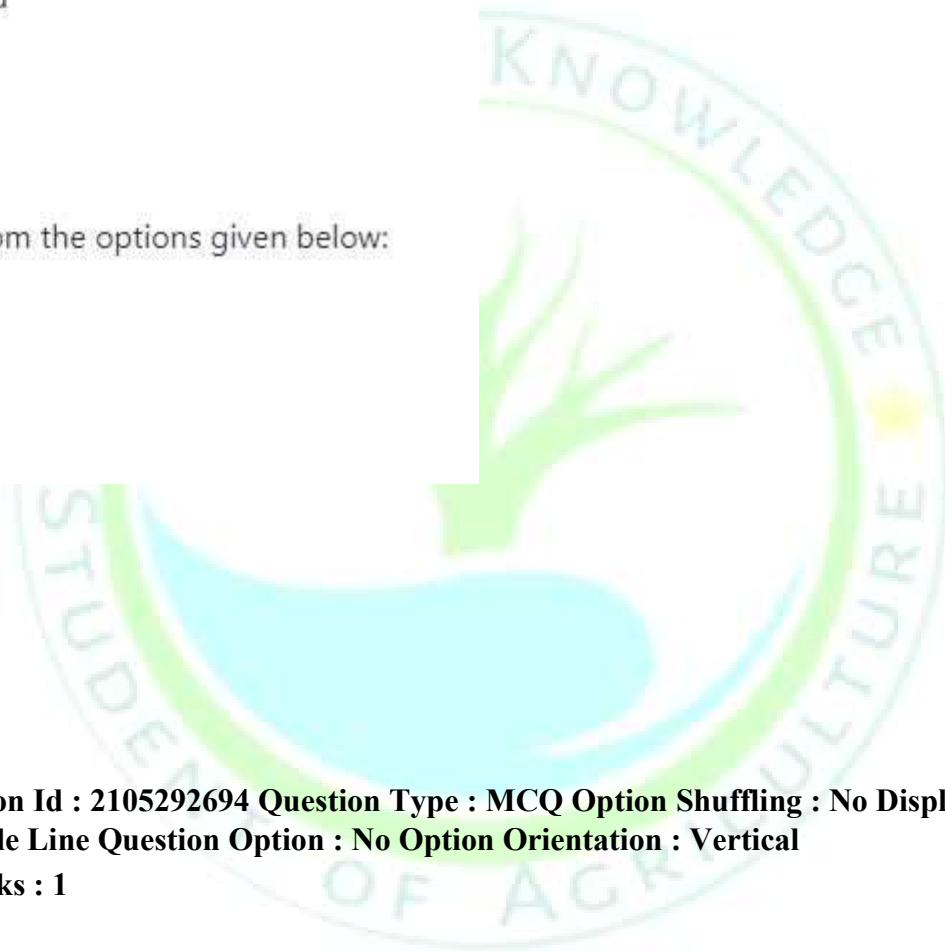 om the options given below:
KNOWLEDGE
STUDENT OF AGRICULTURE
on Id : 2105292694 Question Type : MCQ Option Shuffling : No Displ
le Line Question Option : No Option Orientation : Vertical
ks : 1